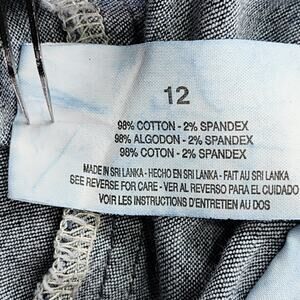 12
98% COTTON - 2% SPANDEX
98% ALGODON - 2% SPANDEX
98% COTON - 2% SPANDEX
MADE IN SRI LANKA - HECHO EN SRI LANKA - FAIT AU SRI LANKA
SEE REVERSE FOR CARE - VER AL REVERSO PARA EL CUIDADO
VOIR LES INSTRUCTIONS D'ENTRETIEN AU DOS